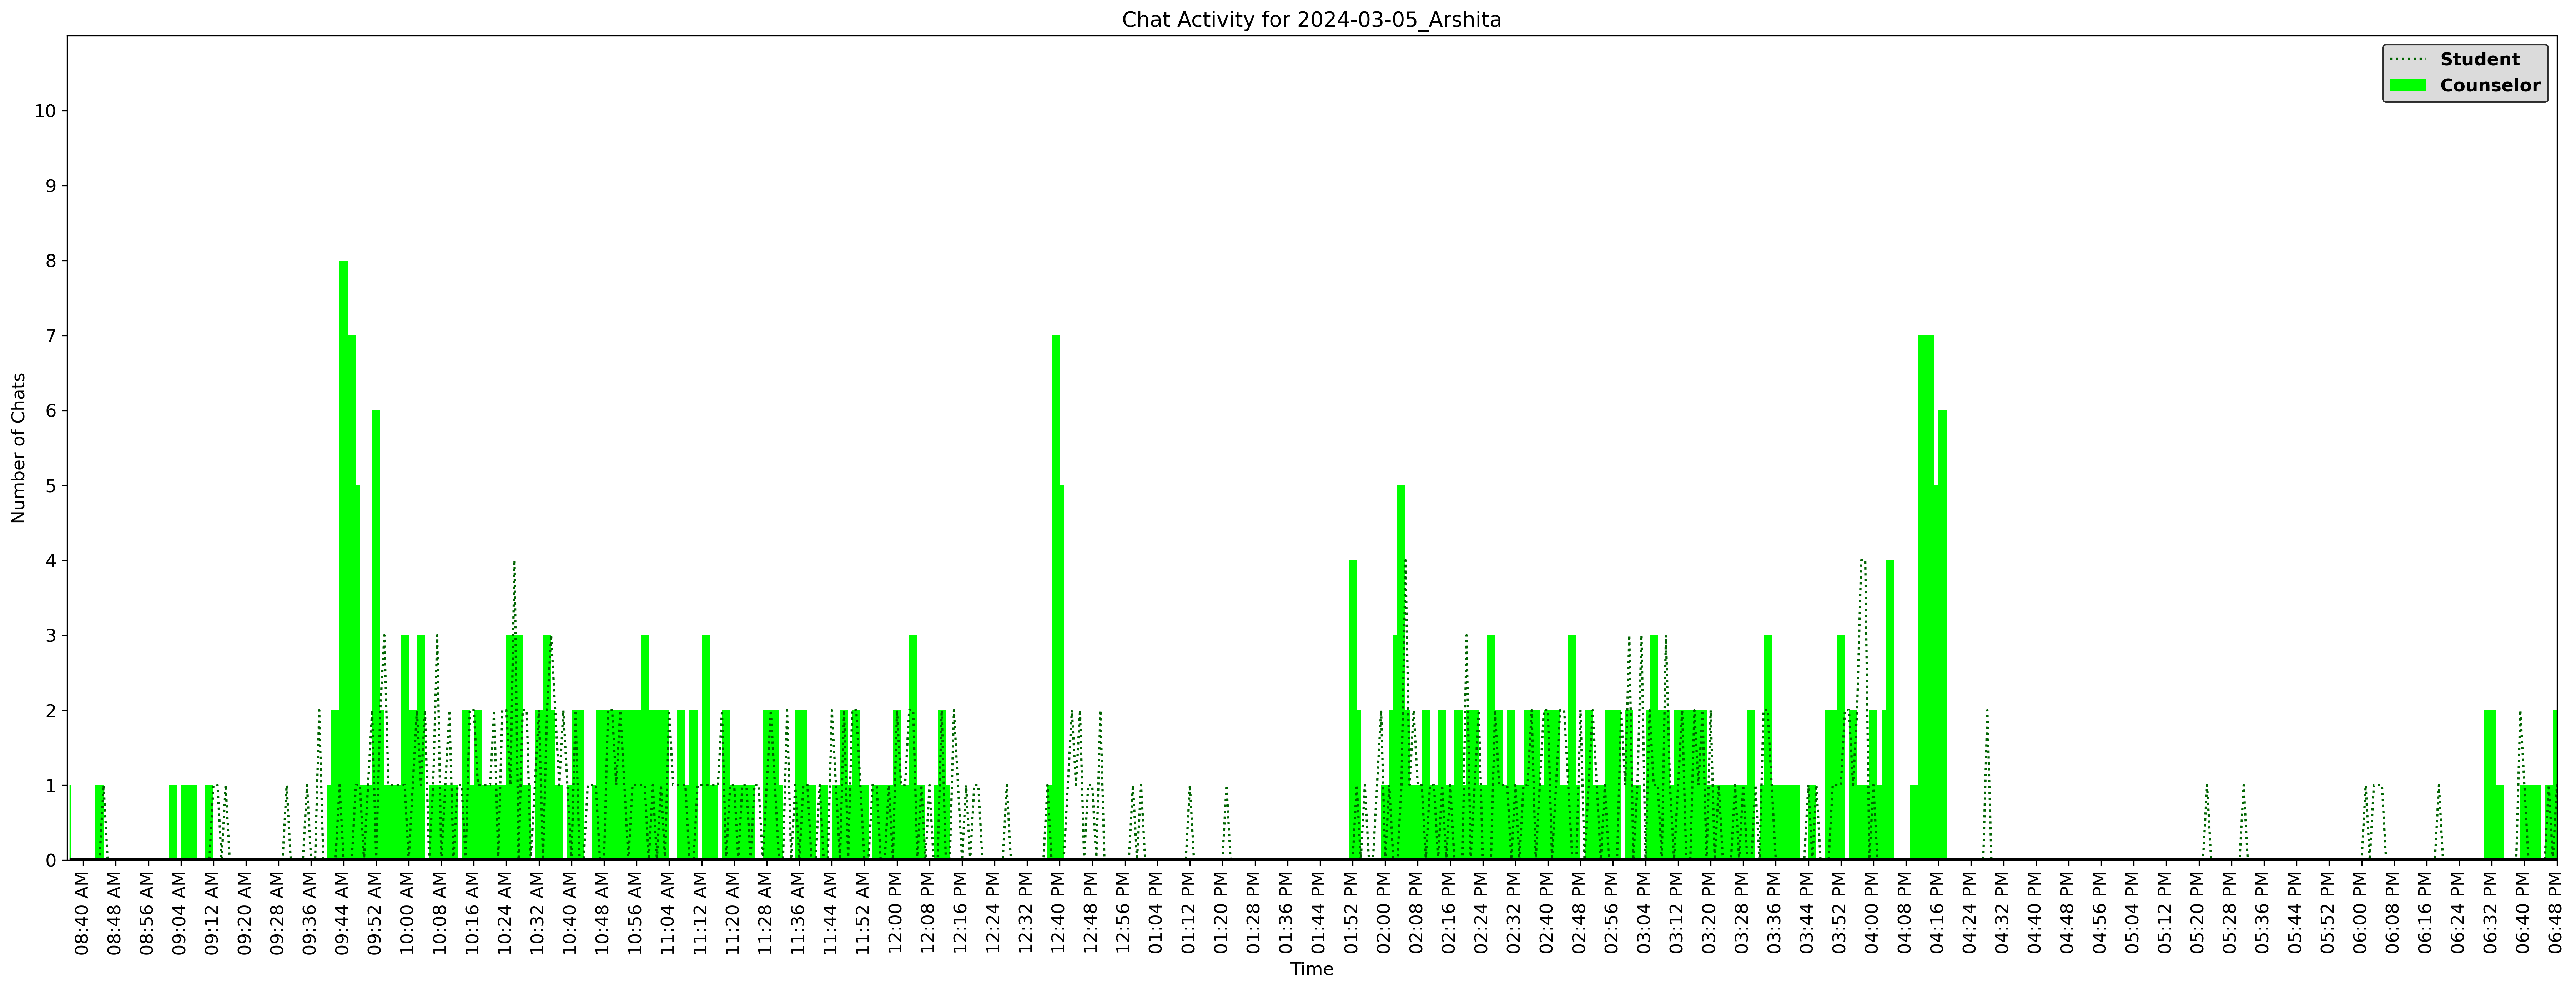 Chat Activity for 2024-03-05_Arshita
Student
Counselor
10
9
8
7
6
5
4
3
2
1
0
Number of Chats
08:40 AM
08:48 AM
08:56 AM
09:04 AM
09:12 AM
09:20 AM
09:28 AM
09:36 AM
09:44 AM
09:52 AM
10:00 AM
10:08 AM
10:16 AM
10:24 AM
10:32 AM
10:40 AM
10:48 AM
10:56 AM
11:04 AM
11:12 AM
11:20 AM
11:28 AM
11:36 AM
11:44 AM
11:52 AM
12:00 PM
12:08 PM
12:16 PM
12:24 PM
12:32 PM
12:40 PM
12:48 PM
12:56 PM
01:04 PM
01:12 PM
01:20 PM
01:28 PM
01:36 PM
01:44 PM
01:52 PM
02:00 PM
02:08 PM
02:16 PM
02:24 PM
02:32 PM
02:40 PM
02:48 PM
02:56 PM
03:04 PM
03:12 PM
03:20 PM
03:28 PM
03:36 PM
03:44 PM
03:52 PM
04:00 PM
04:08 PM
04:16 PM
04:24 PM
04:32 PM
04:40 PM
04:48 PM
04:56 PM
05:04 PM
05:12 PM
05:20 PM
05:28 PM
05:36 PM
05:44 PM
05:52 PM
06:00 PM
06:08 PM
06:16 PM
06:24 PM
06:32 PM
06:40 PM
06:48 PM
Time